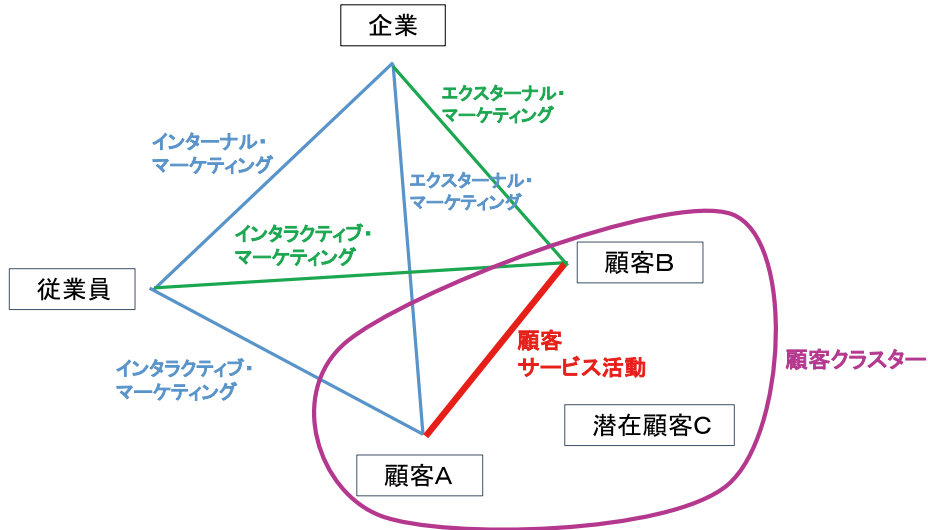 企業
エクスターナル・
マーケティング
インターナル・
マーケティング
エクスターナル・
マーケティング
インタラクティブ・
マーケティング
顧客B
従業員
顧客
サービス活動
顧客クラスター
インタラクティブ・
マーケティング
潜在顧客C
顧客A